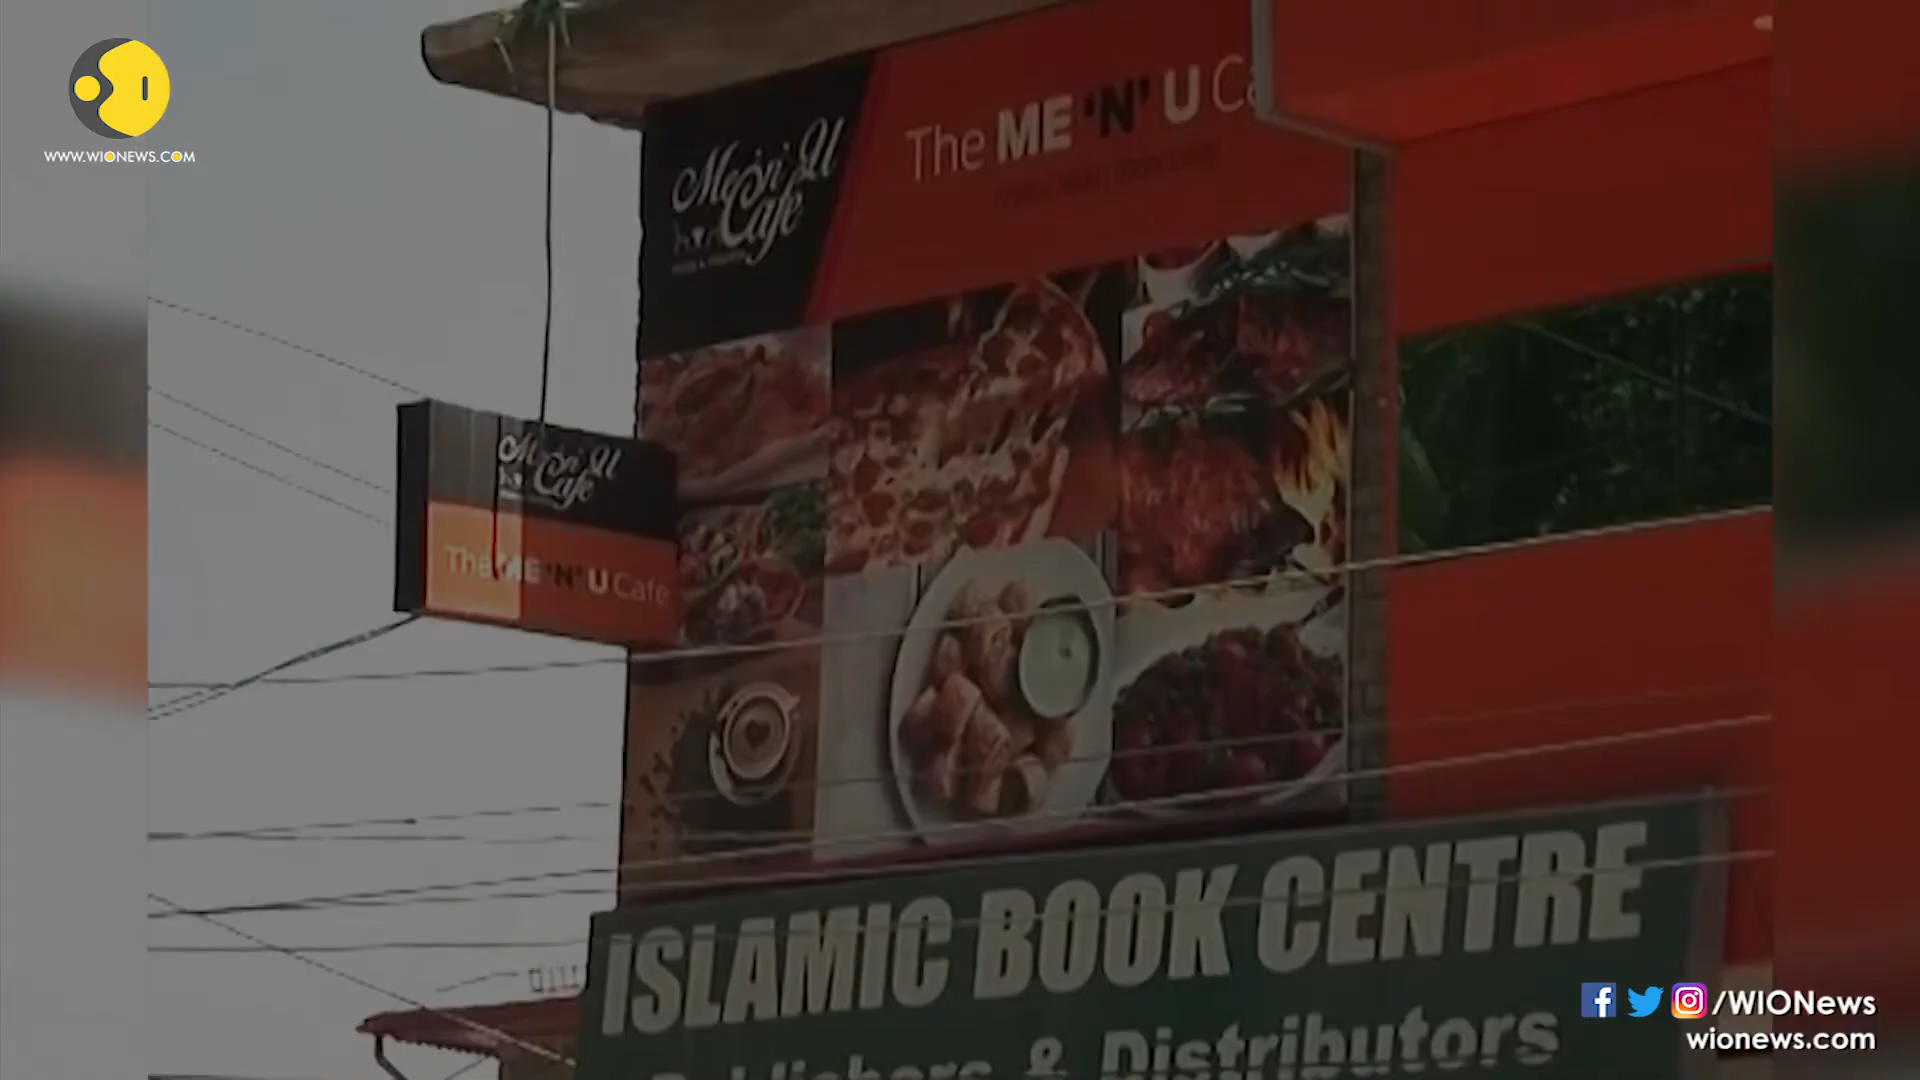 WWW.WIONEWS.COM
Me 'n' U
Cafe
The ME 'N' U Ca
Me 'n' U
Cafe
The ME 'N' U Cafe
ISLAMIC BOOK CENTRE
Publishers & Distributors
/WIONews
wionews.com